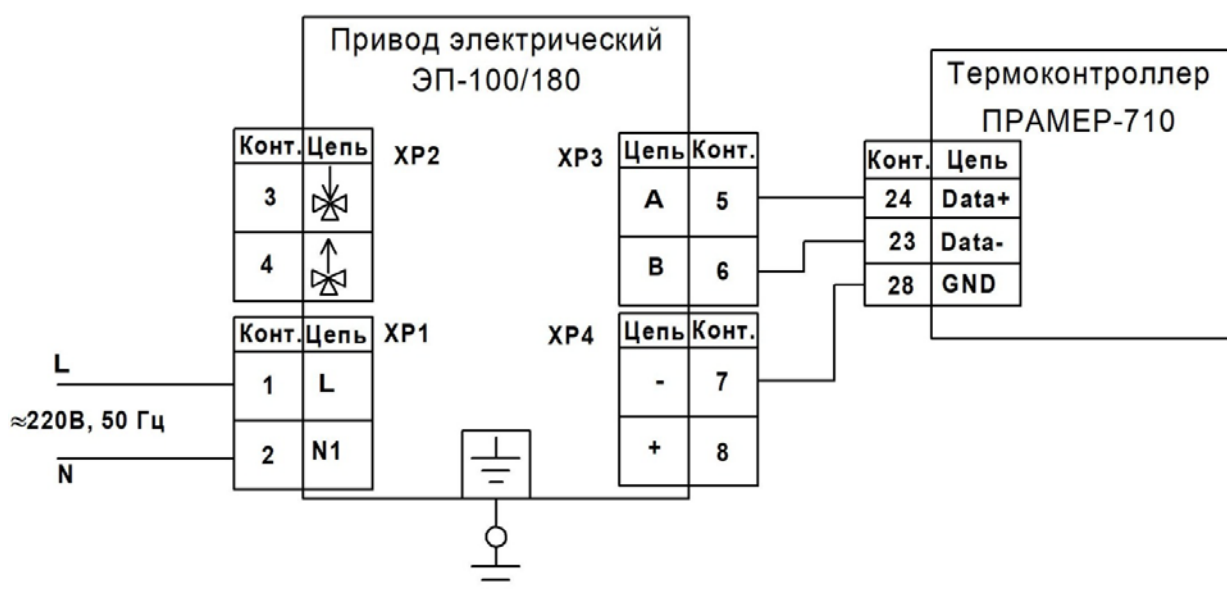 Привод электрический
ЭП-100/180
Термоконтроллер
ПРАМЕР-710
Конт. Цепь XP2
3
4
XP3 Цепь Конт.
A 5
B 6
Конт. Цепь
24 Data+
23 Data-
28 GND
Конт. Цепь XP1
1 L
2 N1
XP4 Цепь Конт.
- 7
+ 8
L
≈220В, 50 Гц
N